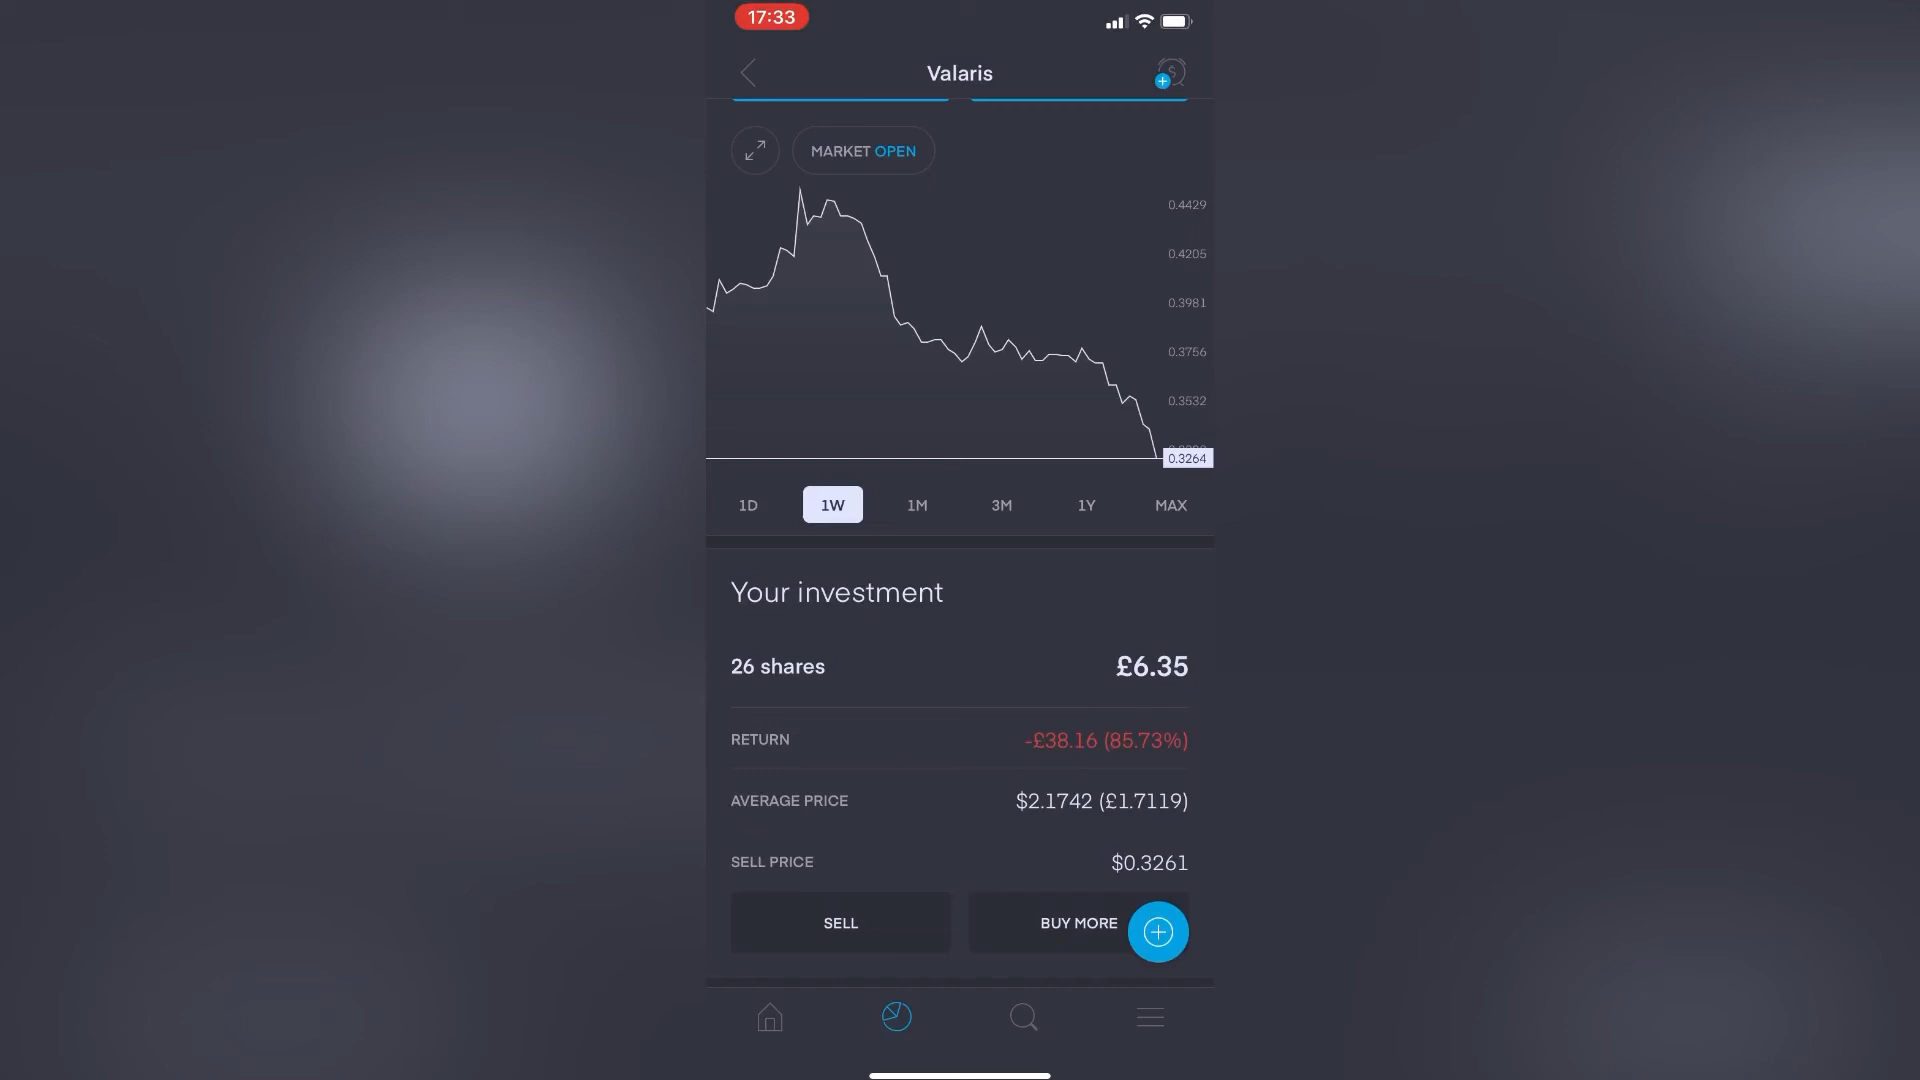 17:33
Valaris
MARKET OPEN
0.4429
0.4205
0.3981
0.3756
0.3532
0.3264
1D 1W 1M 3M 1Y MAX
Your investment
26 shares £6.35
RETURN -£38.16 (85.73%)
AVERAGE PRICE $2.1742 (£1.7119)
SELL PRICE $0.3261
SELL BUY MORE